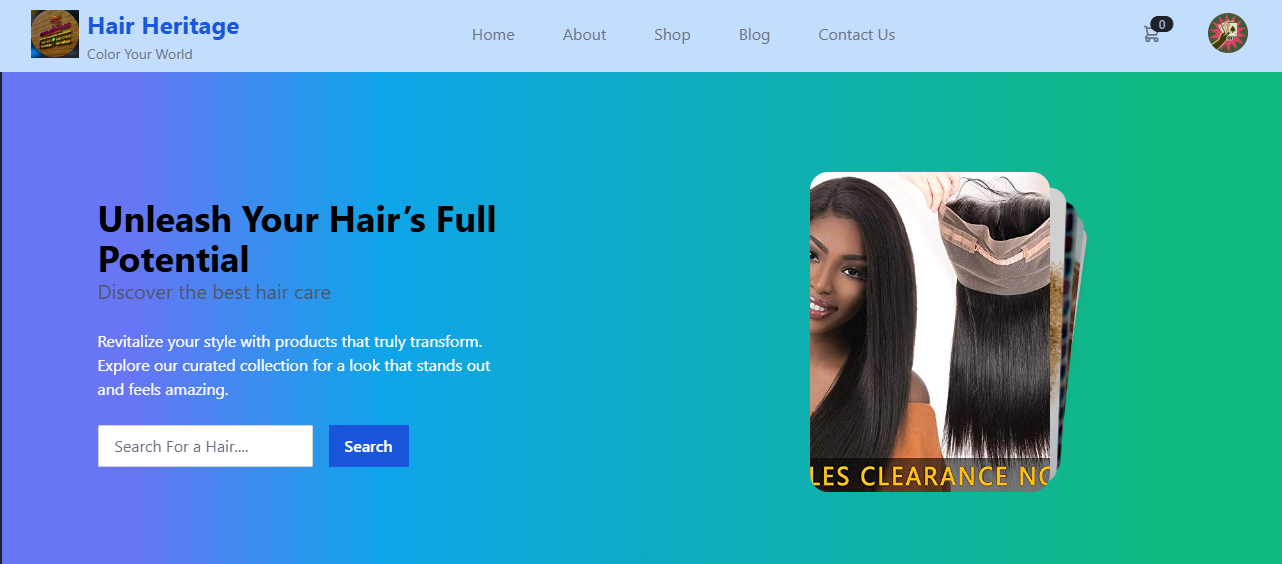 Hair Heritage
Color Your World
Home About Shop Blog Contact Us
0
Unleash Your Hair’s Full
Potential
Discover the best hair care
Revitalize your style with products that truly transform.
Explore our curated collection for a look that stands out
and feels amazing.
Search For a Hair....
Search
LES CLEARANCE NO